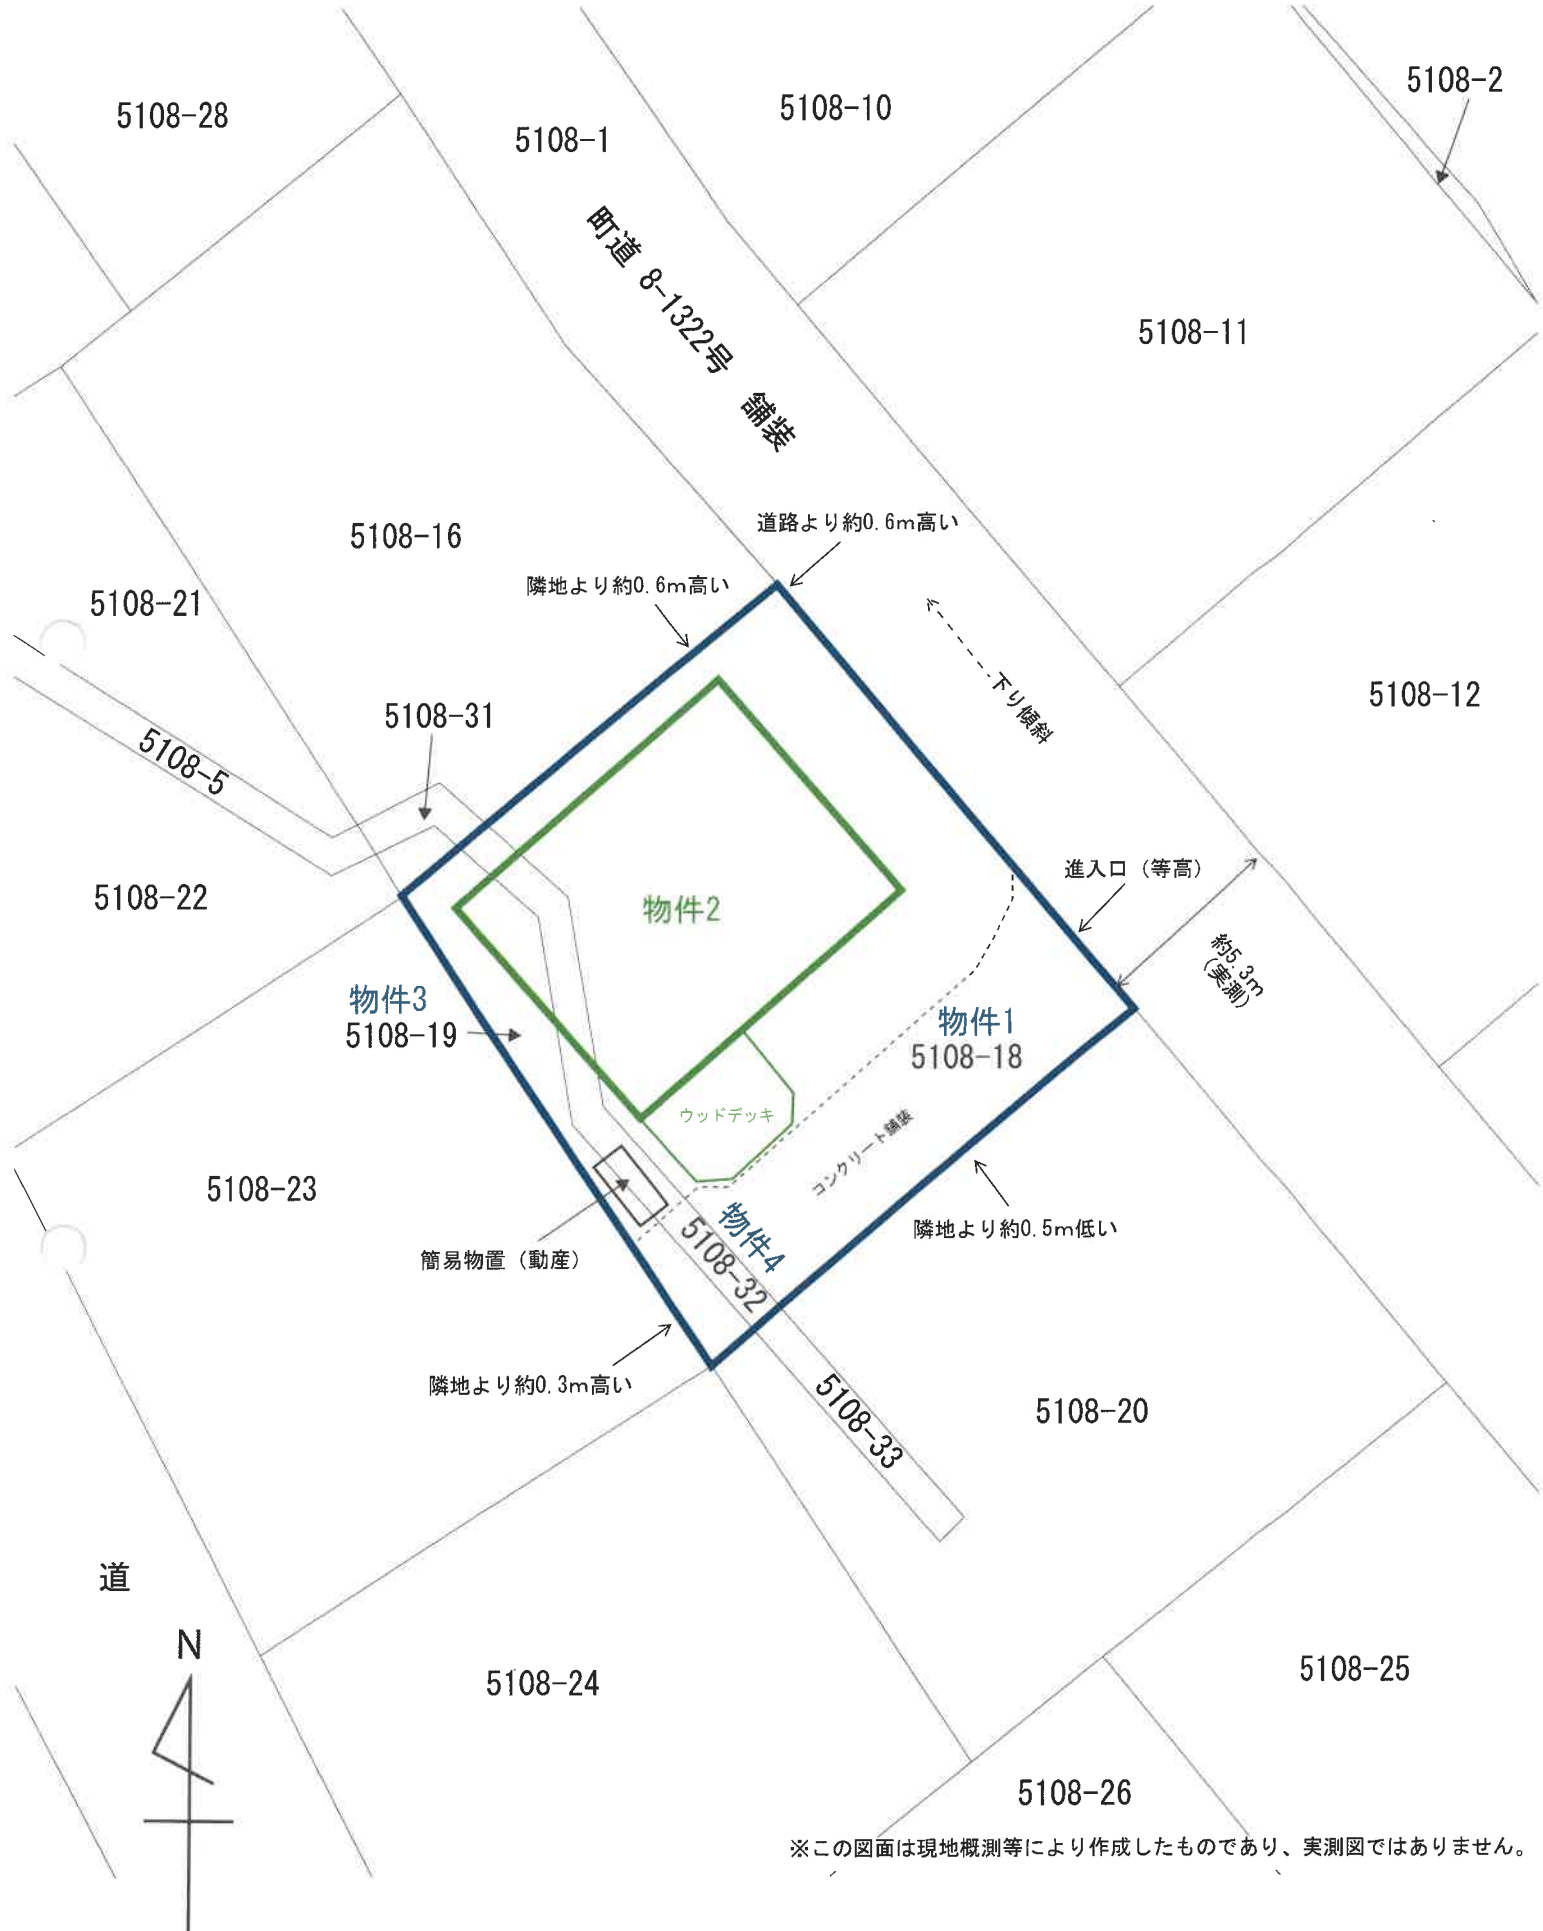 5108-2
5108-28
5108-10
5108-1
町道 8-1322号 舗装
5108-11
道路より約0.6m高い
5108-16
隣地より約0.6m高い
5108-21
下り傾斜
5108-12
5108-31
5108-5
進入口（等高）
5108-22
物件2
約5.3m
（実測）
物件3
5108-19
物件1
5108-18
ウッドデッキ
コンクリート舗装
5108-23
物件4
5108-32
隣地より約0.5m低い
簡易物置（動産）
隣地より約0.3m高い
5108-33
5108-20
道
N
5108-24
5108-25
5108-26
※この図面は現地概測等により作成したものであり、実測図ではありません。